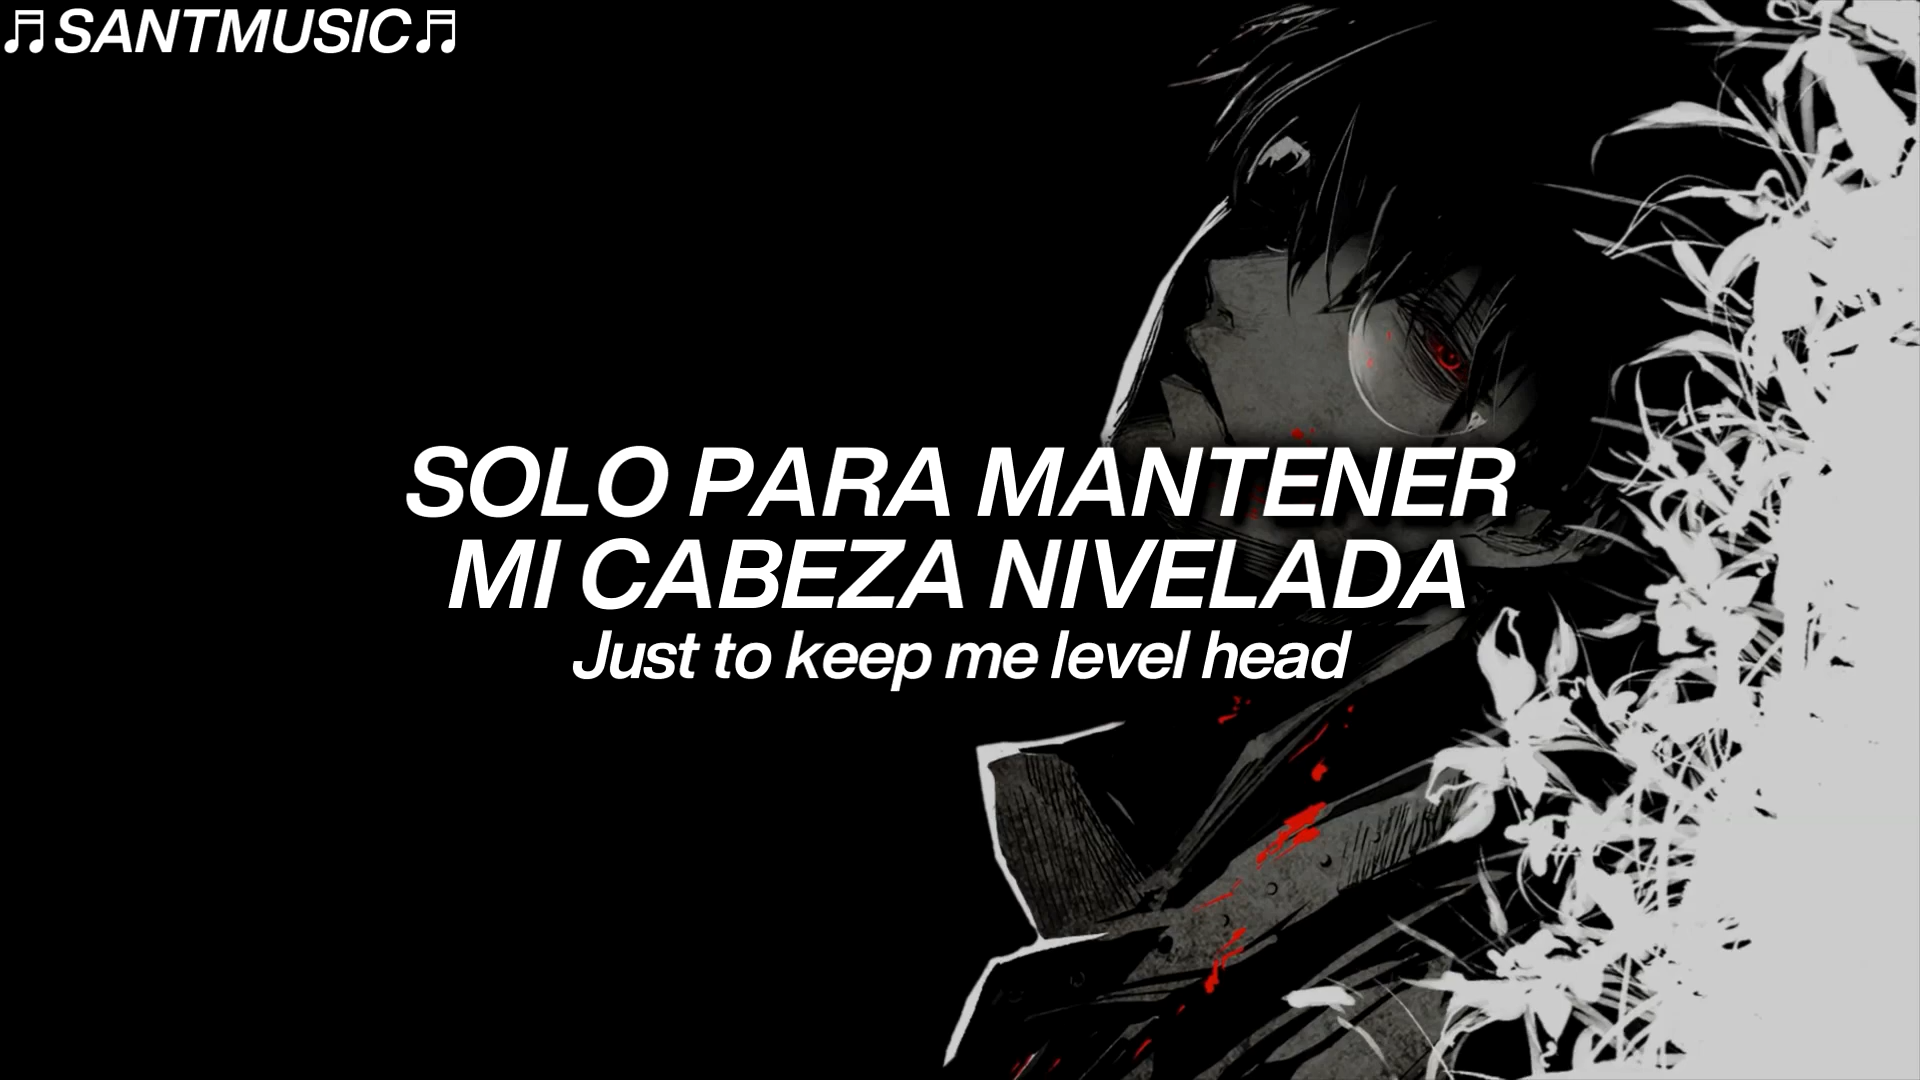 ♬SANTMUSIC♬
SOLO PARA MANTENER
MI CABEZA NIVELADA
Just to keep me level head